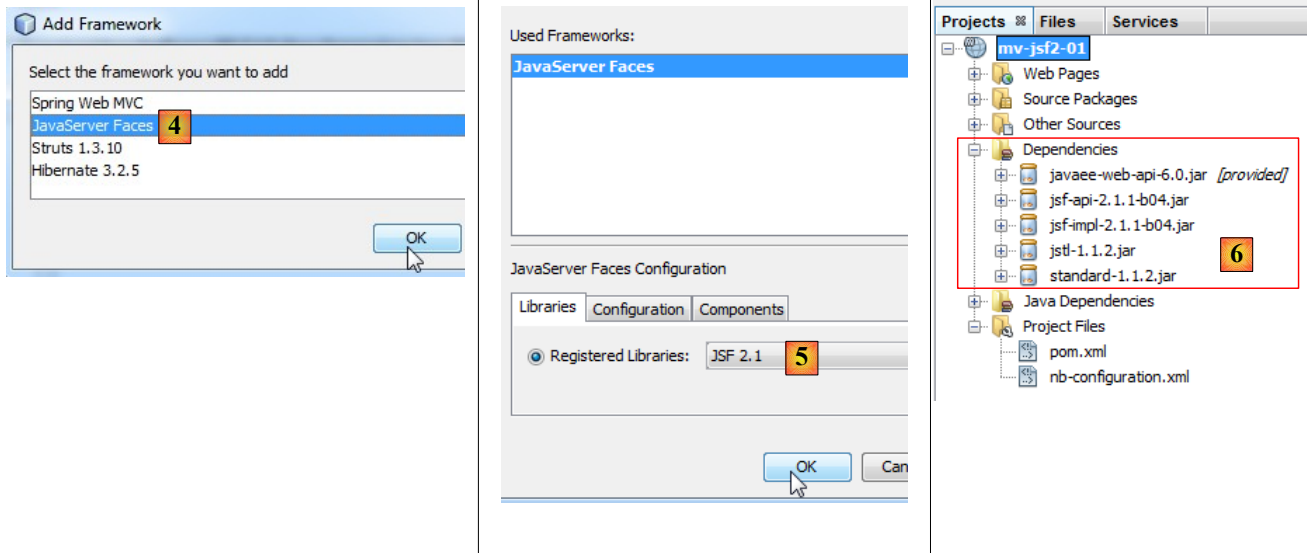 Add Framework
Select the framework you want to add
Spring Web MVC
JavaServer Faces 4
Struts 1.3.10
Hibernate 3.2.5
OK
Used Frameworks:
JavaServer Faces
JavaServer Faces Configuration
Libraries Configuration Components
Registered Libraries: JSF 2.1 5
OK Can
Projects Files Services
mv-jsf2-01
Web Pages
Source Packages
Other Sources
Dependencies
javaee-web-api-6.0.jar [provided]
jsf-api-2.1.1-b04.jar
jsf-impl-2.1.1-b04.jar
jstl-1.1.2.jar 6
standard-1.1.2.jar
Java Dependencies
Project Files
pom.xml
nb-configuration.xml